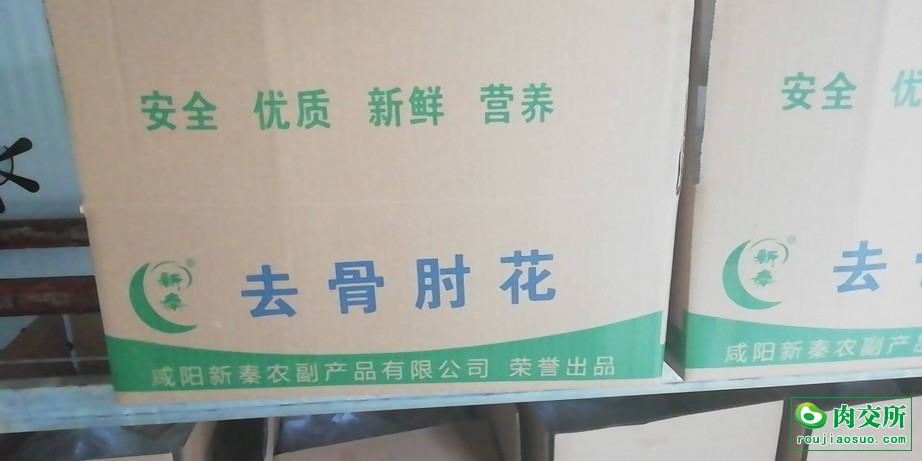 安全 优质 新鲜 营养
新秦®
去骨肘花
咸阳新秦农副产品有限公司 荣誉出品
安全 优
新秦®
去
咸阳新秦农副产
肉交所
roujiaosuo.com